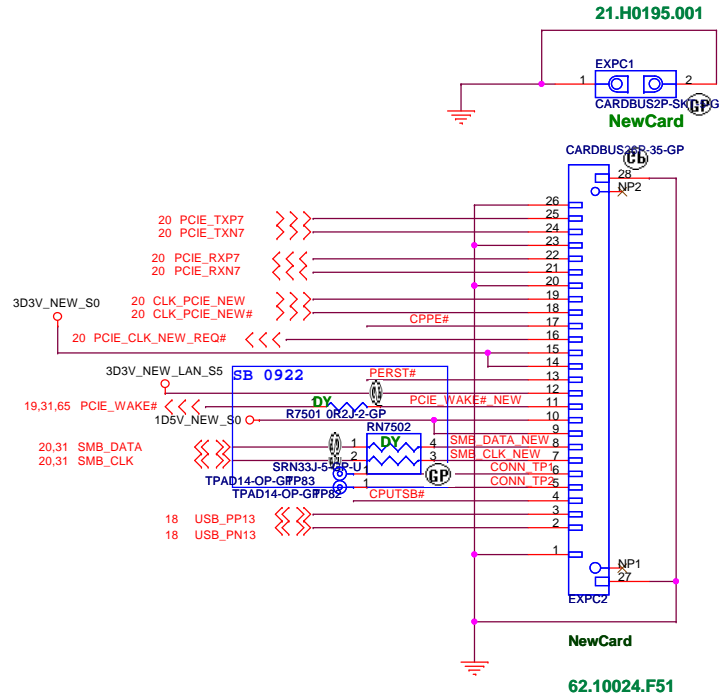 21.H0195.001
EXPC1
1
2
CARDBUS2P-SKT-PG
GP
NewCard
CARDBUS26P-35-GP
28
NP2
26
20 PCIE_TXP7
25
20 PCIE_TXN7
24
23
20 PCIE_RXP7
22
20 PCIE_RXN7
21
20
20 CLK_PCIE_NEW
19
3D3V_NEW_S0
20 CLK_PCIE_NEW#
18
CPPE#
17
20 PCIE_CLK_NEW_REQ#
16
15
14
3D3V_NEW_LAN_S5
SB 0922
PERST#
13
12
19,31,65 PCIE_WAKE#
DY
PCIE_WAKE#_NEW
11
R7501 0R2J-2-GP
1D5V_NEW_S0
10
RN7502
9
20,31 SMB_DATA
1
DY
4
SMB_DATA_NEW
8
20,31 SMB_CLK
2
3
SMB_CLK_NEW
7
SRN33J-5-GP-U
GP
1
CONN_TP1
6
TPAD14-OP-GP
TP83
CONN_TP2
5
TPAD14-OP-GP
TP82
1
CPUTSB#
4
18 USB_PP13
3
18 USB_PN13
2
1
NP1
27
EXPC2
NewCard
62.10024.F51